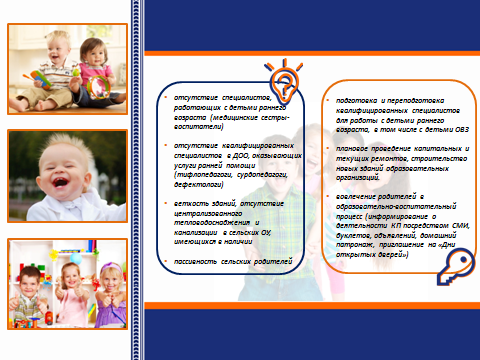 отсутствие специалистов,
работающих с детьми раннего
возраста (медицинские сестры-
воспитатели)
отсутствие квалифицированных
специалистов в ДОО, оказывающих
услуги ранней помощи
(тифлопедагоги, сурдопедагоги,
дефектологи)
ветхость зданий, отсутствие
централизованного
тепловодоснабжения и
канализации в сельских ОУ,
имеющихся в наличии
пассивность сельских родителей
подготовка и переподготовка
квалифицированных специалистов
для работы с детьми раннего
возраста, в том числе с детьми ОВЗ
плановое проведение капитальных и
текущих ремонтов, строительство
новых зданий образовательных
организаций.
вовлечение родителей в
образовательно-воспитательный
процесс (информирование о
деятельности КП посредством СМИ,
буклетов, объявлений, домашний
патронаж, приглашение на «Дни
открытых дверей»)